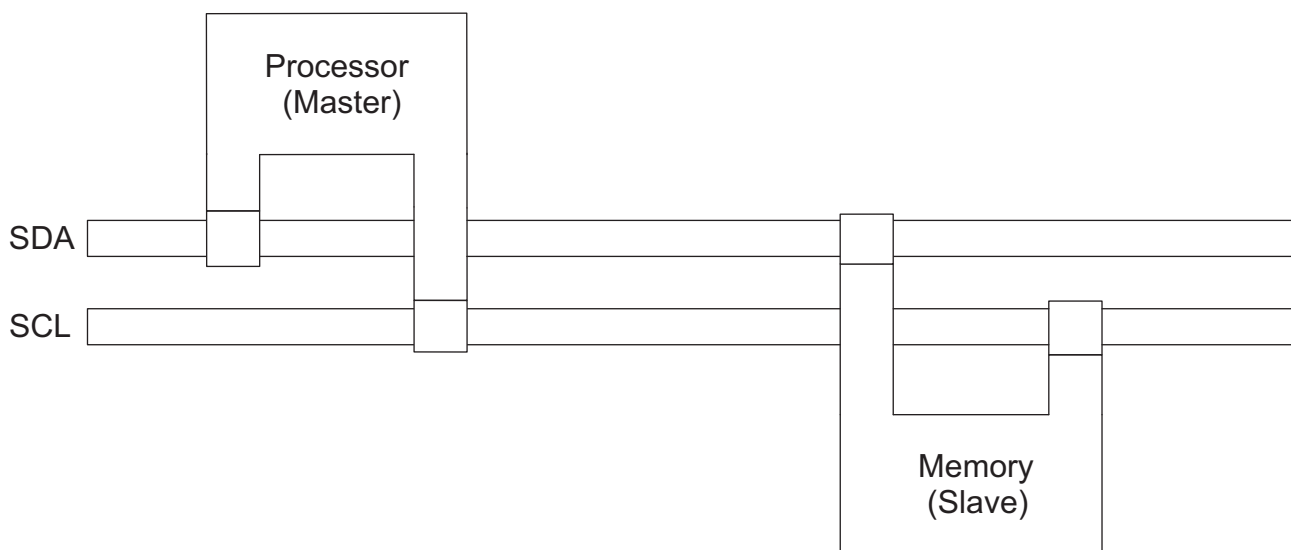 Processor
(Master)
SDA
SCL
Memory
(Slave)